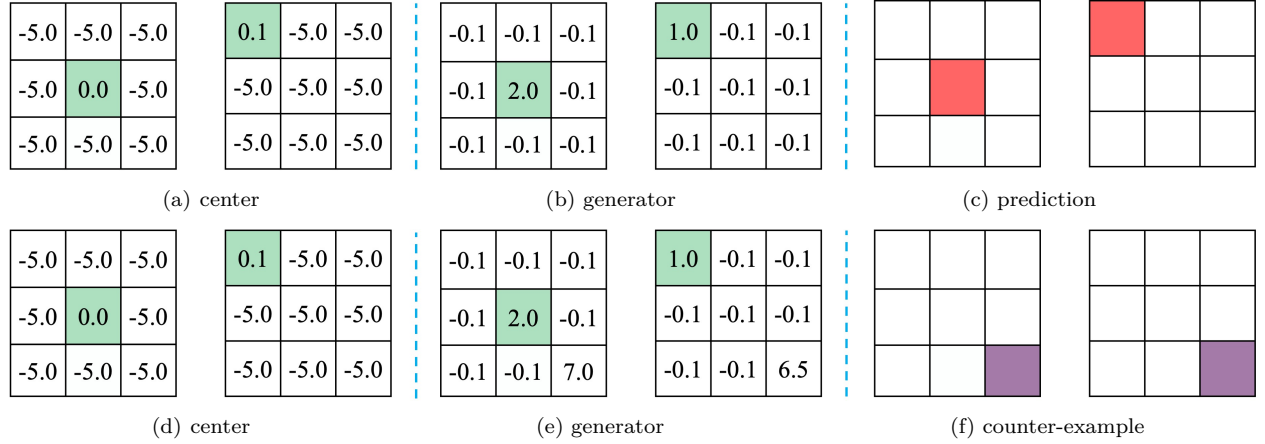 -5.0 -5.0 -5.0 0.1 -5.0 -5.0 -0.1 -0.1 -0.1 1.0 -0.1 -0.1
-5.0 0.0 -5.0 -5.0 -5.0 -5.0 -0.1 2.0 -0.1 -0.1 -0.1 -0.1
-5.0 -5.0 -5.0 -5.0 -5.0 -5.0 -0.1 -0.1 -0.1 -0.1 -0.1 -0.1
(a) center (b) generator (c) prediction
-5.0 -5.0 -5.0 0.1 -5.0 -5.0 -0.1 -0.1 -0.1 1.0 -0.1 -0.1
-5.0 0.0 -5.0 -5.0 -5.0 -5.0 -0.1 2.0 -0.1 -0.1 -0.1 -0.1
-5.0 -5.0 -5.0 -5.0 -5.0 -5.0 -0.1 -0.1 7.0 -0.1 -0.1 6.5
(d) center (e) generator (f) counter-example